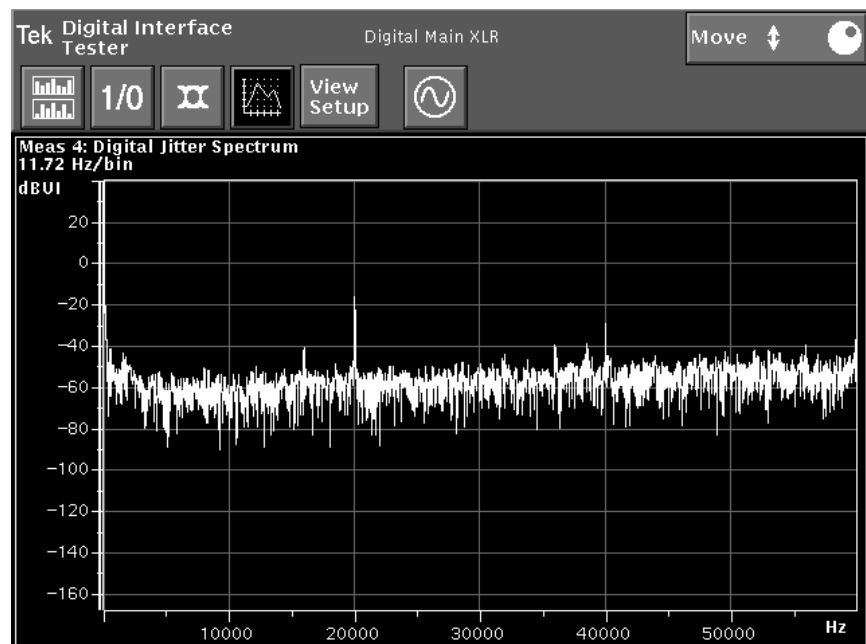 Tek Digital Interface
Tester
Digital Main XLR
Move
1/0
View
Setup
Meas 4: Digital Jitter Spectrum
11.72 Hz/bin
dBUI
20
0
-20
-40
-60
-80
-100
-120
-140
-160
10000 20000 30000 40000 50000 Hz